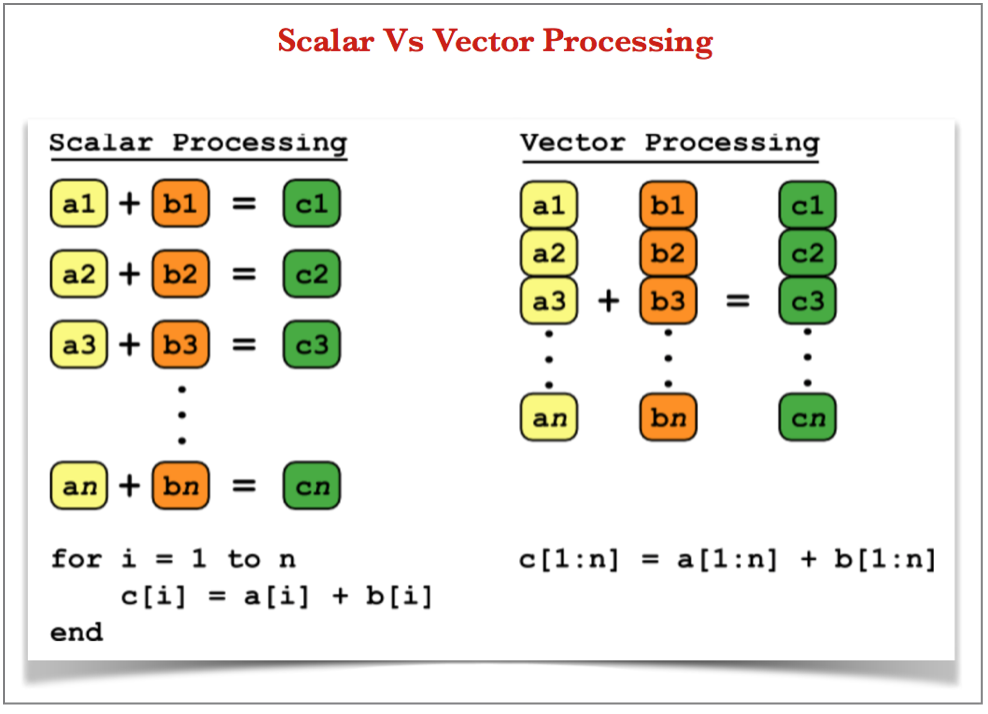 Scalar Vs Vector Processing
Scalar Processing
a1 + b1 = c1
a2 + b2 = c2
a3 + b3 = c3
an + bn = cn
for i = 1 to n
c[i] = a[i] + b[i]
end
Vector Processing
a1 b1 c1
a2 b2 c2
a3 + b3 = c3
an bn cn
c[1:n] = a[1:n] + b[1:n]